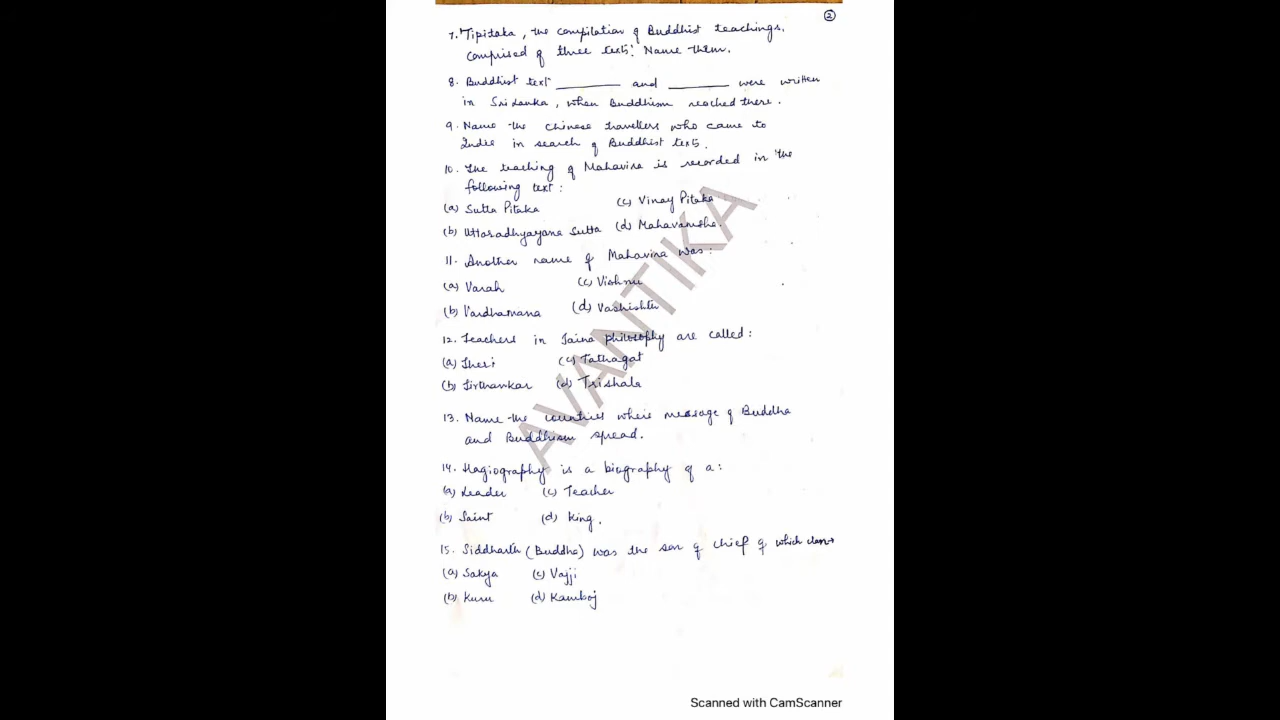 ②
7. Tipitaka, the compilation of Buddhist teachings,
comprised of three texts. Name them.
8. Buddhist text ________ and ________ were written
in Sri Lanka, when Buddhism reached there.
9. Name the Chinese travellers who came to
India in search of Buddhist texts.
10. The teaching of Mahavira is recorded in the
following text:
(a) Sutta Pitaka (c) Vinay Pitaka
(b) Uttaradhyayana Sutta (d) Mahavamsha.
11. Another name of Mahavira was:
(a) Varah (c) Vishnu
(b) Vardhamana (d) Vashishth
12. Teachers in Jaina philosophy are called:
(a) Theri (c) Tathagat
(b) Tirthankar (d) Trishala
13. Name the countries where message of Buddha
and Buddhism spread.
14. Hagiography is a biography of a:
(a) Leader (c) Teacher
(b) Saint (d) King.
15. Siddharth (Buddha) was the son of chief of which clan
(a) Sakya (c) Vajji
(b) Kuru (d) Kamboj
AVANTIKA
Scanned with CamScanner